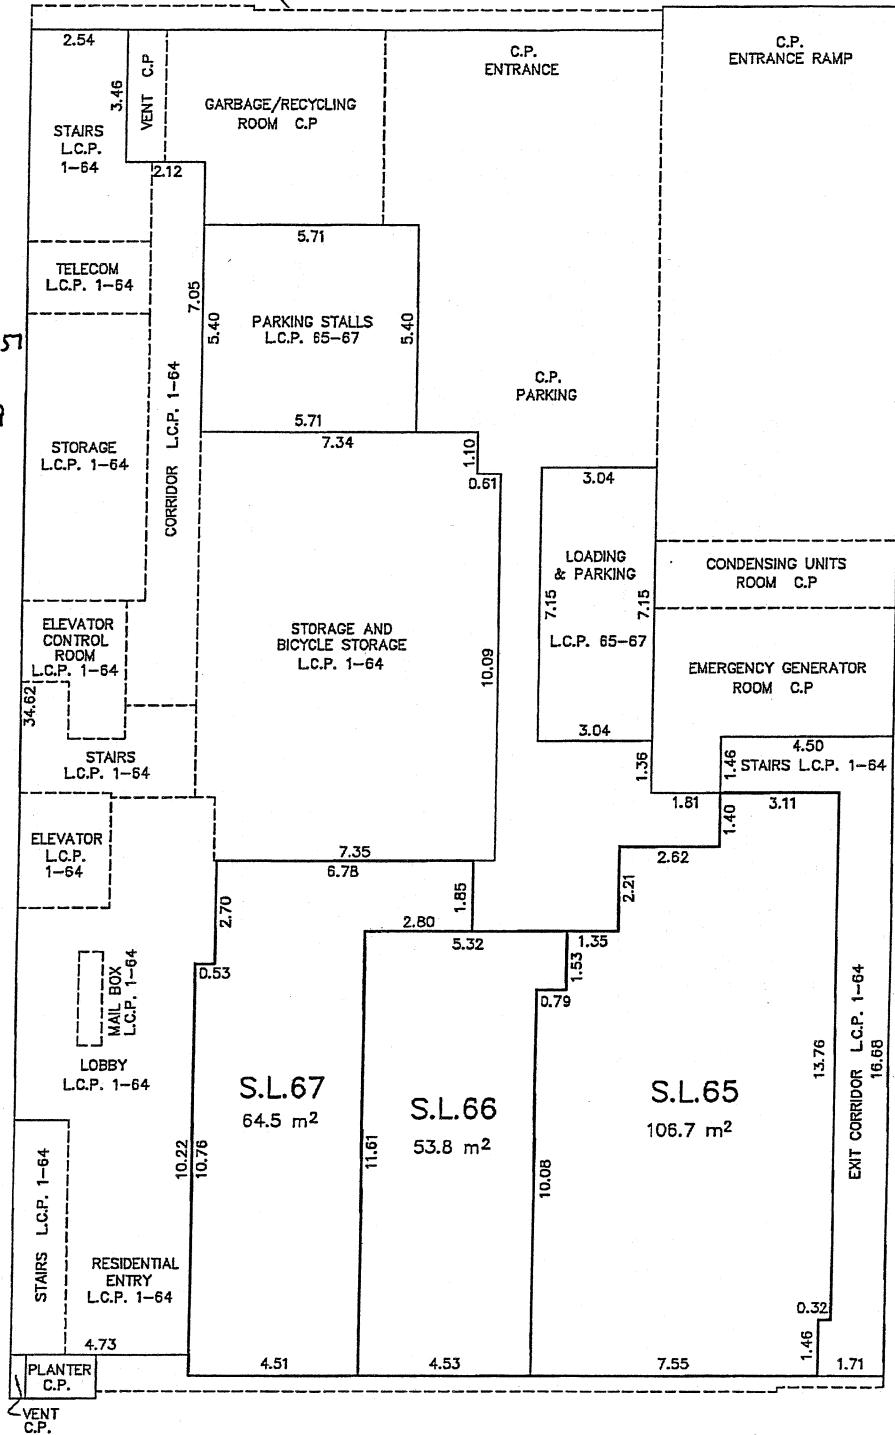 2.54
3.46
VENT C.P
STAIRS
L.C.P.
1-64
2.12
GARBAGE/RECYCLING
ROOM C.P
C.P.
ENTRANCE
C.P.
ENTRANCE RAMP
TELECOM
L.C.P. 1-64
7.05
5.71
5.40
PARKING STALLS
L.C.P. 65-67
5.40
5.71
C.P.
PARKING
STORAGE
L.C.P. 1-64
CORRIDOR L.C.P. 1-64
7.34
1.10
0.61
3.04
LOADING
& PARKING
7.15
7.15
L.C.P. 65-67
3.04
CONDENSING UNITS
ROOM C.P
ELEVATOR
CONTROL
ROOM
L.C.P. 1-64
34.62
STORAGE AND
BICYCLE STORAGE
L.C.P. 1-64
10.09
EMERGENCY GENERATOR
ROOM C.P
STAIRS
L.C.P. 1-64
1.36
1.46
4.50
STAIRS L.C.P. 1-64
1.81
3.11
1.40
ELEVATOR
L.C.P.
1-64
7.35
6.78
2.62
2.21
2.70
1.85
2.80
5.32
1.35
1.53
0.53
0.79
MAIL BOX
L.C.P. 1-64
LOBBY
L.C.P. 1-64
S.L.67
64.5 m²
S.L.66
53.8 m²
S.L.65
106.7 m²
13.76
EXIT CORRIDOR L.C.P. 1-64
16.68
10.22
10.76
11.61
10.08
STAIRS L.C.P. 1-64
RESIDENTIAL
ENTRY
L.C.P. 1-64
0.32
1.46
4.73
4.51
4.53
7.55
1.71
PLANTER
C.P.
VENT
C.P.